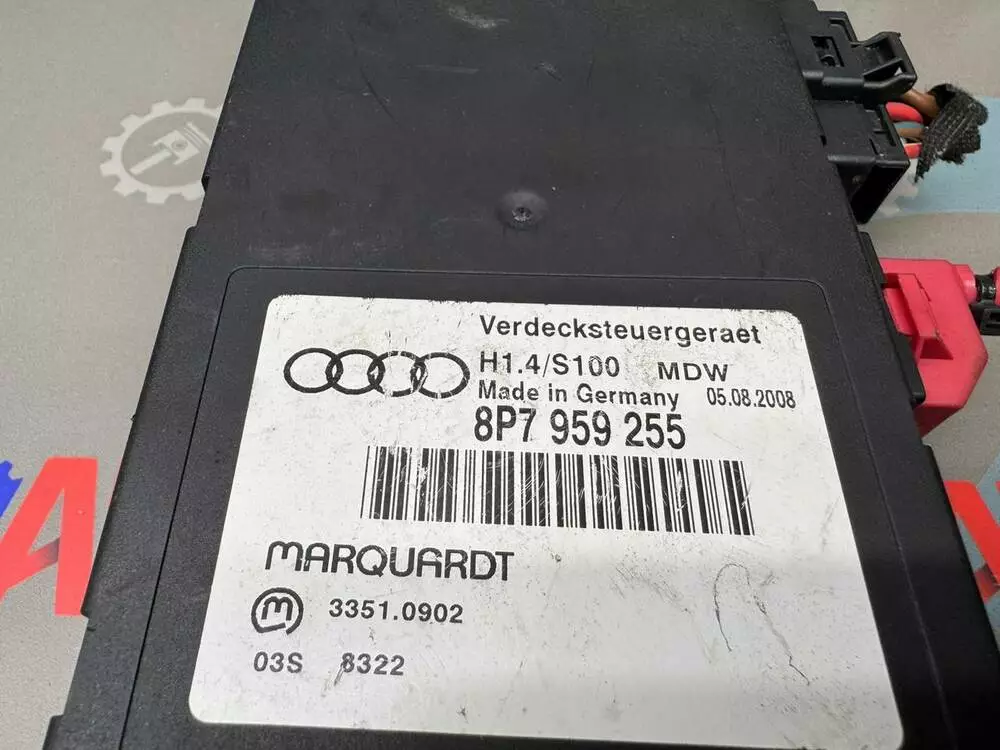 Verdecksteuergeraet
H1.4/S100 MDW
Made in Germany 05.08.2008
8P7 959 255
MARQUARDT
m 3351.0902
03S 8322
A